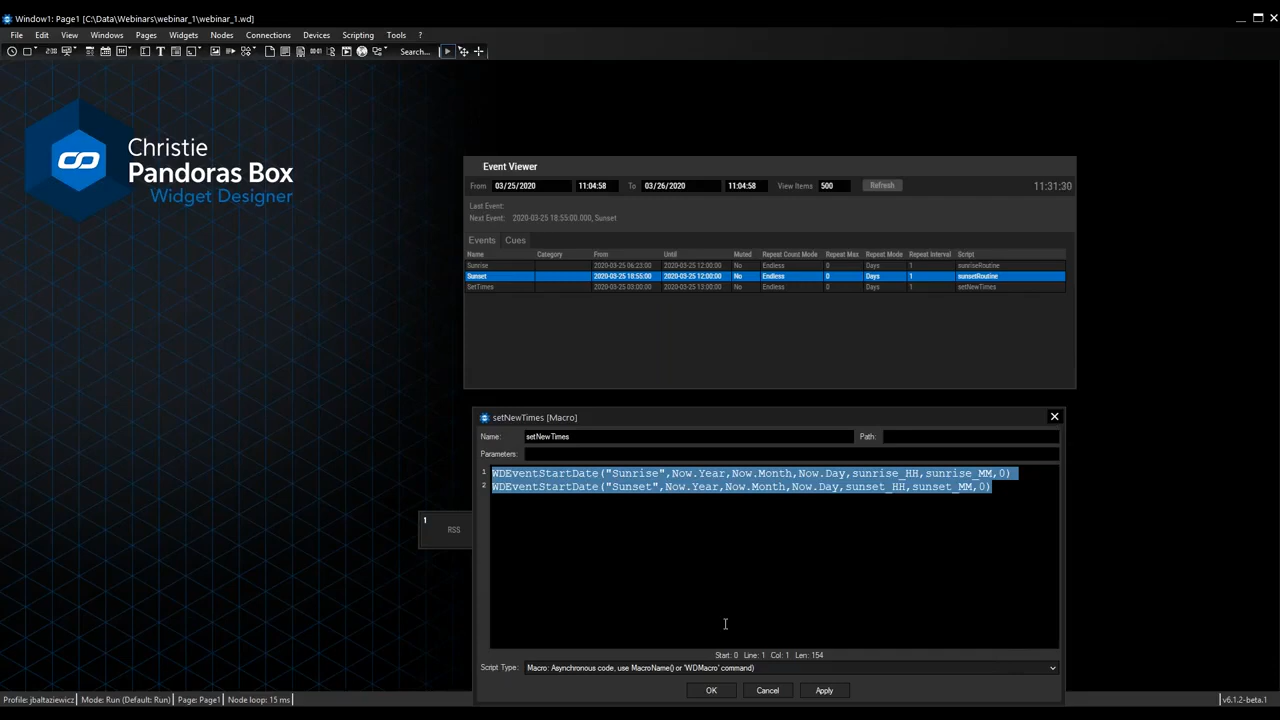 Window1: Page1 [C:\Data\Webinars\webinar_1\webinar_1.wd]
File Edit View Windows Pages Widgets Nodes Connections Devices Scripting Tools ?
Search...
Christie
Pandoras Box
Widget Designer
Event Viewer
From 03/25/2020 11:04:58 To 03/26/2020 11:04:58 View Items 500 Refresh 11:31:30
Last Event:
Next Event: 2020-03-25 18:55:00.000, Sunset
Events Cues
Name Category From Until Muted Repeat Count Mode Repeat Max Repeat Mode Repeat Interval Script
Sunrise 2020-03-25 06:23:00 2020-03-25 12:00:00 No Endless 0 Days 1 sunriseRoutine
Sunset 2020-03-25 18:55:00 2020-03-25 12:00:00 No Endless 0 Days 1 sunsetRoutine
SetTimes 2020-03-25 03:00:00 2020-03-25 13:00:00 No Endless 0 Days 1 setNewTimes
setNewTimes [Macro]
Name: setNewTimes Path:
Parameters:
1 WDEventStartDate("Sunrise",Now.Year,Now.Month,Now.Day,sunrise_HH,sunrise_MM,0)
2 WDEventStartDate("Sunset",Now.Year,Now.Month,Now.Day,sunset_HH,sunset_MM,0)
1
RSS
Start: 0 Line: 1 Col: 1 Len: 154
Script Type: Macro: Asynchronous code, use MacroName() or 'WDMacro' command)
OK Cancel Apply
Profile: jbaltaziewicz Mode: Run (Default: Run) Page: Page1 Node loop: 15 ms v6.1.2-beta.1